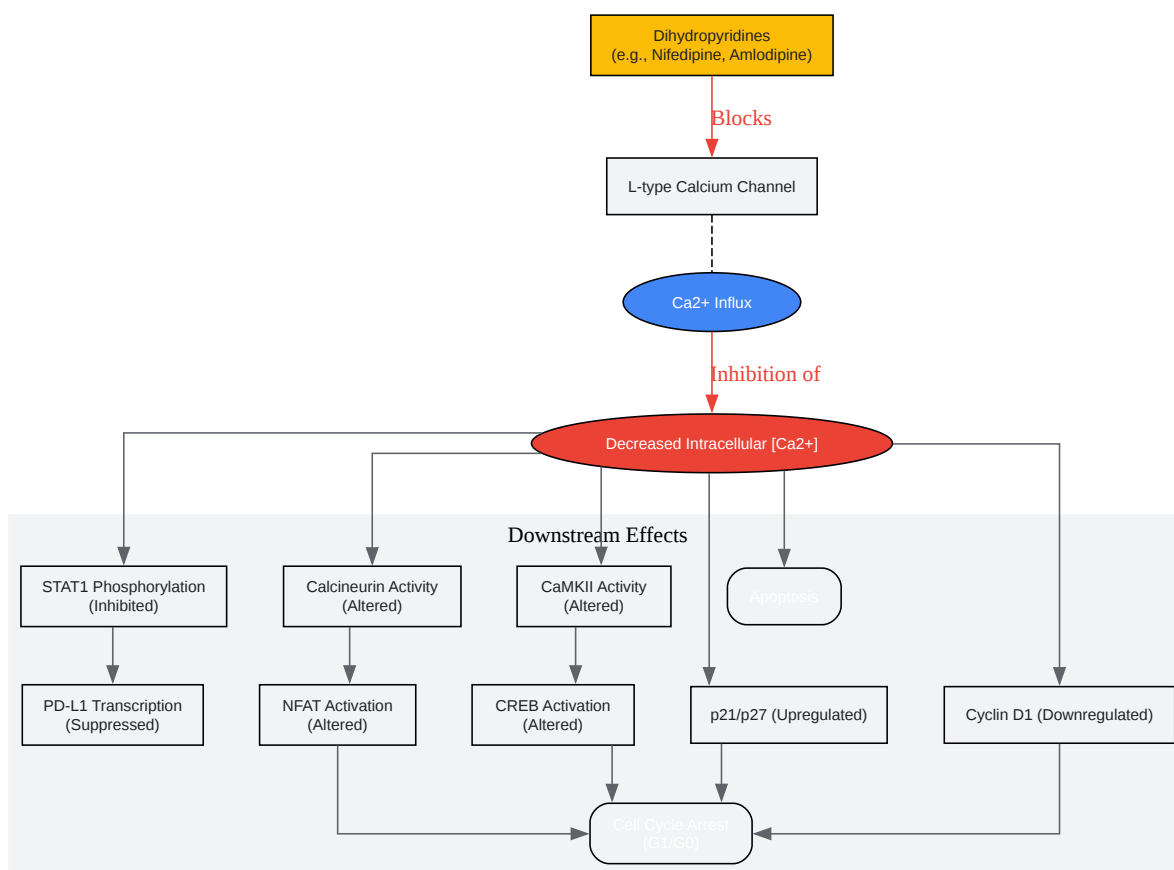 Dihydropyridines
(e.g., Nifedipine, Amlodipine)
Blocks
L-type Calcium Channel
Ca2+ Influx
Inhibition of
Decreased Intracellular [Ca2+]
Downstream Effects
STAT1 Phosphorylation
(Inhibited)
Calcineurin Activity
(Altered)
CaMKII Activity
(Altered)
Apoptosis
PD-L1 Transcription
(Suppressed)
NFAT Activation
(Altered)
CREB Activation
(Altered)
p21/p27 (Upregulated)
Cyclin D1 (Downregulated)
Cell Cycle Arrest
(G1/G0)